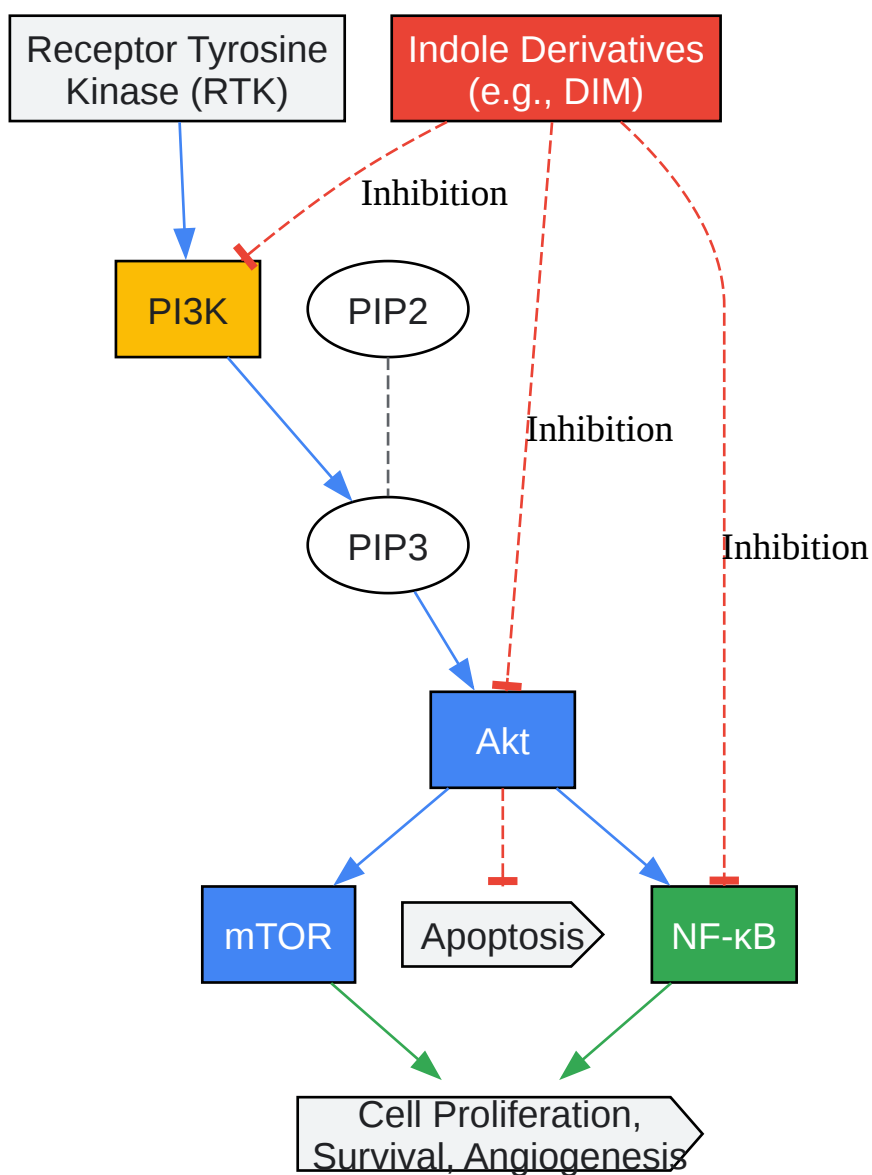 Receptor Tyrosine
Kinase (RTK)
Indole Derivatives
(e.g., DIM)
Inhibition
PI3K
PIP2
Inhibition
PIP3
Inhibition
Akt
mTOR
Apoptosis
NF-κB
Cell Proliferation,
Survival, Angiogenesis